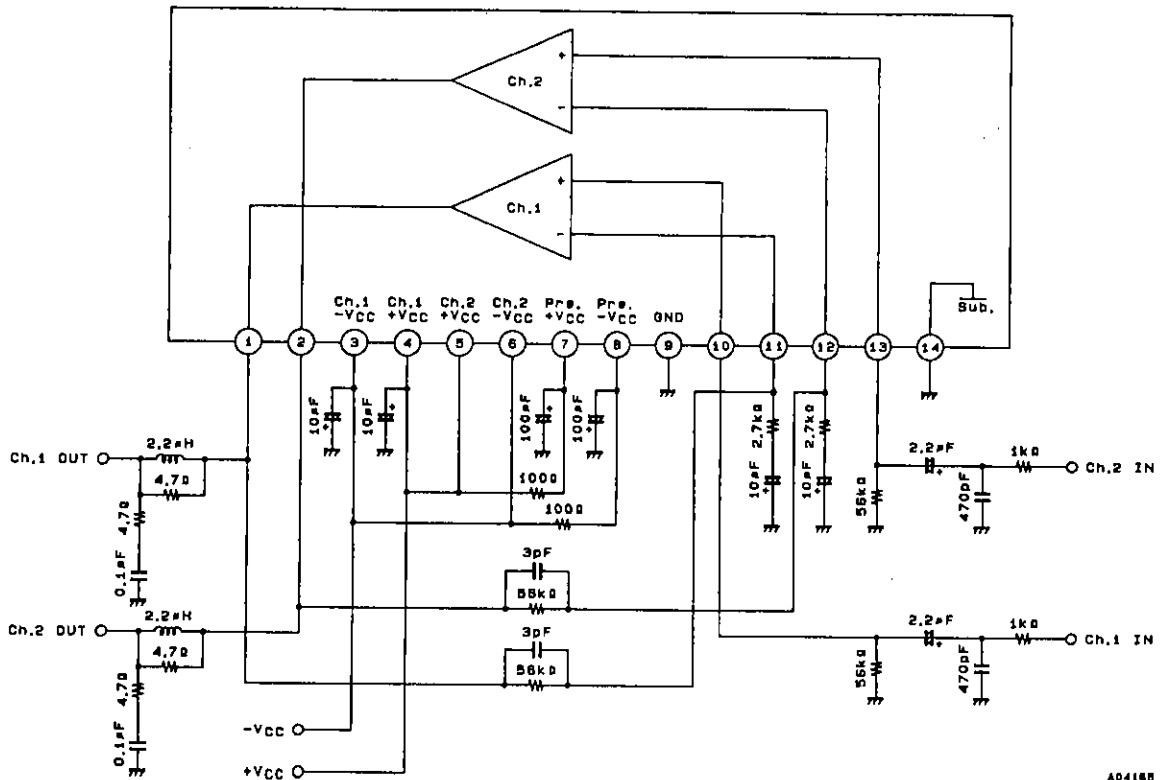 Ch.2
+
−
Ch.1
+
−
Sub.
Ch.1 −VCC
Ch.1 +VCC
Ch.2 +VCC
Ch.2 −VCC
Pre. +VCC
Pre. −VCC
GND
1 2 3 4 5 6 7 8 9 10 11 12 13 14
10µF +
10µF +
100µF +
100µF +
2.7kΩ
2.7kΩ
10µF +
10µF +
Ch.1 OUT
2.2µH
4.7Ω
4.7Ω
0.1µF
100Ω
100Ω
56kΩ
2.2µF +
470pF
1kΩ
Ch.2 IN
Ch.2 OUT
2.2µH
4.7Ω
4.7Ω
0.1µF
3pF
56kΩ
3pF
56kΩ
56kΩ
2.2µF +
470pF
1kΩ
Ch.1 IN
−VCC
+VCC